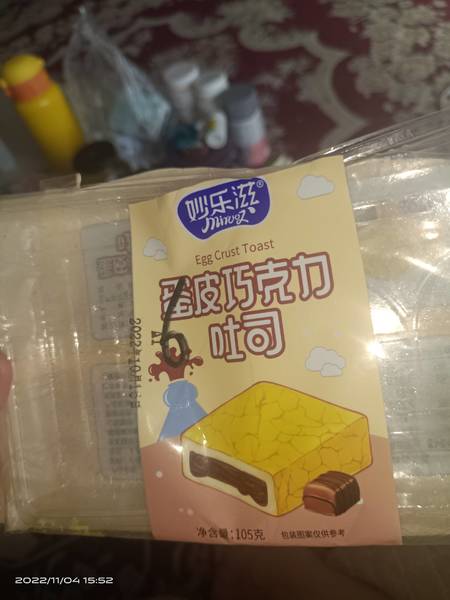 妙乐滋®
Egg Crust Toast
蛋皮巧克力
吐司
净含量:105克
包装图案仅供参考
2022/11/04 15:52